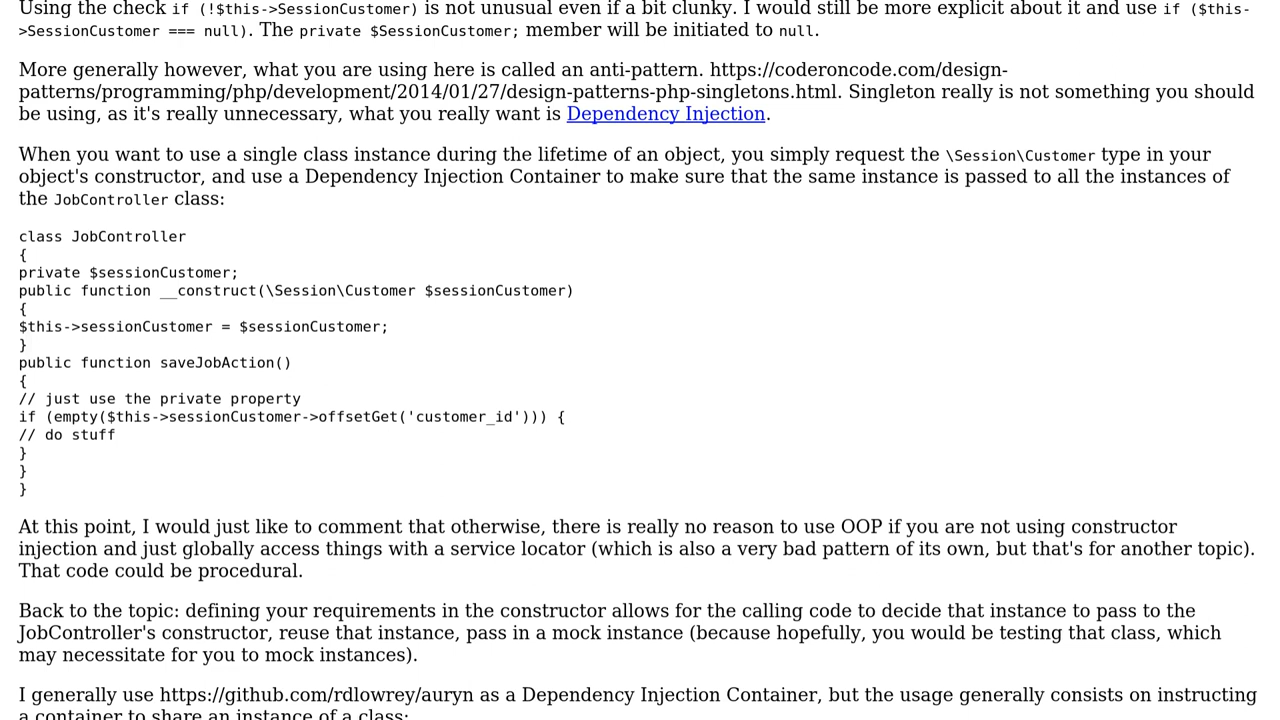 Using the check if (!$this->SessionCustomer) is not unusual even if a bit clunky. I would still be more explicit about it and use if ($this-
>SessionCustomer === null). The private $SessionCustomer; member will be initiated to null.
More generally however, what you are using here is called an anti-pattern. https://coderoncode.com/design-
patterns/programming/php/development/2014/01/27/design-patterns-php-singletons.html. Singleton really is not something you should
be using, as it's really unnecessary, what you really want is Dependency Injection.
When you want to use a single class instance during the lifetime of an object, you simply request the \Session\Customer type in your
object's constructor, and use a Dependency Injection Container to make sure that the same instance is passed to all the instances of
the JobController class:
class JobController
{
private $sessionCustomer;
public function __construct(\Session\Customer $sessionCustomer)
{
$this->sessionCustomer = $sessionCustomer;
}
public function saveJobAction()
{
// just use the private property
if (empty($this->sessionCustomer->offsetGet('customer_id'))) {
// do stuff
}
}
}
At this point, I would just like to comment that otherwise, there is really no reason to use OOP if you are not using constructor
injection and just globally access things with a service locator (which is also a very bad pattern of its own, but that's for another topic).
That code could be procedural.
Back to the topic: defining your requirements in the constructor allows for the calling code to decide that instance to pass to the
JobController's constructor, reuse that instance, pass in a mock instance (because hopefully, you would be testing that class, which
may necessitate for you to mock instances).
I generally use https://github.com/rdlowrey/auryn as a Dependency Injection Container, but the usage generally consists on instructing
a container to share an instance of a class: